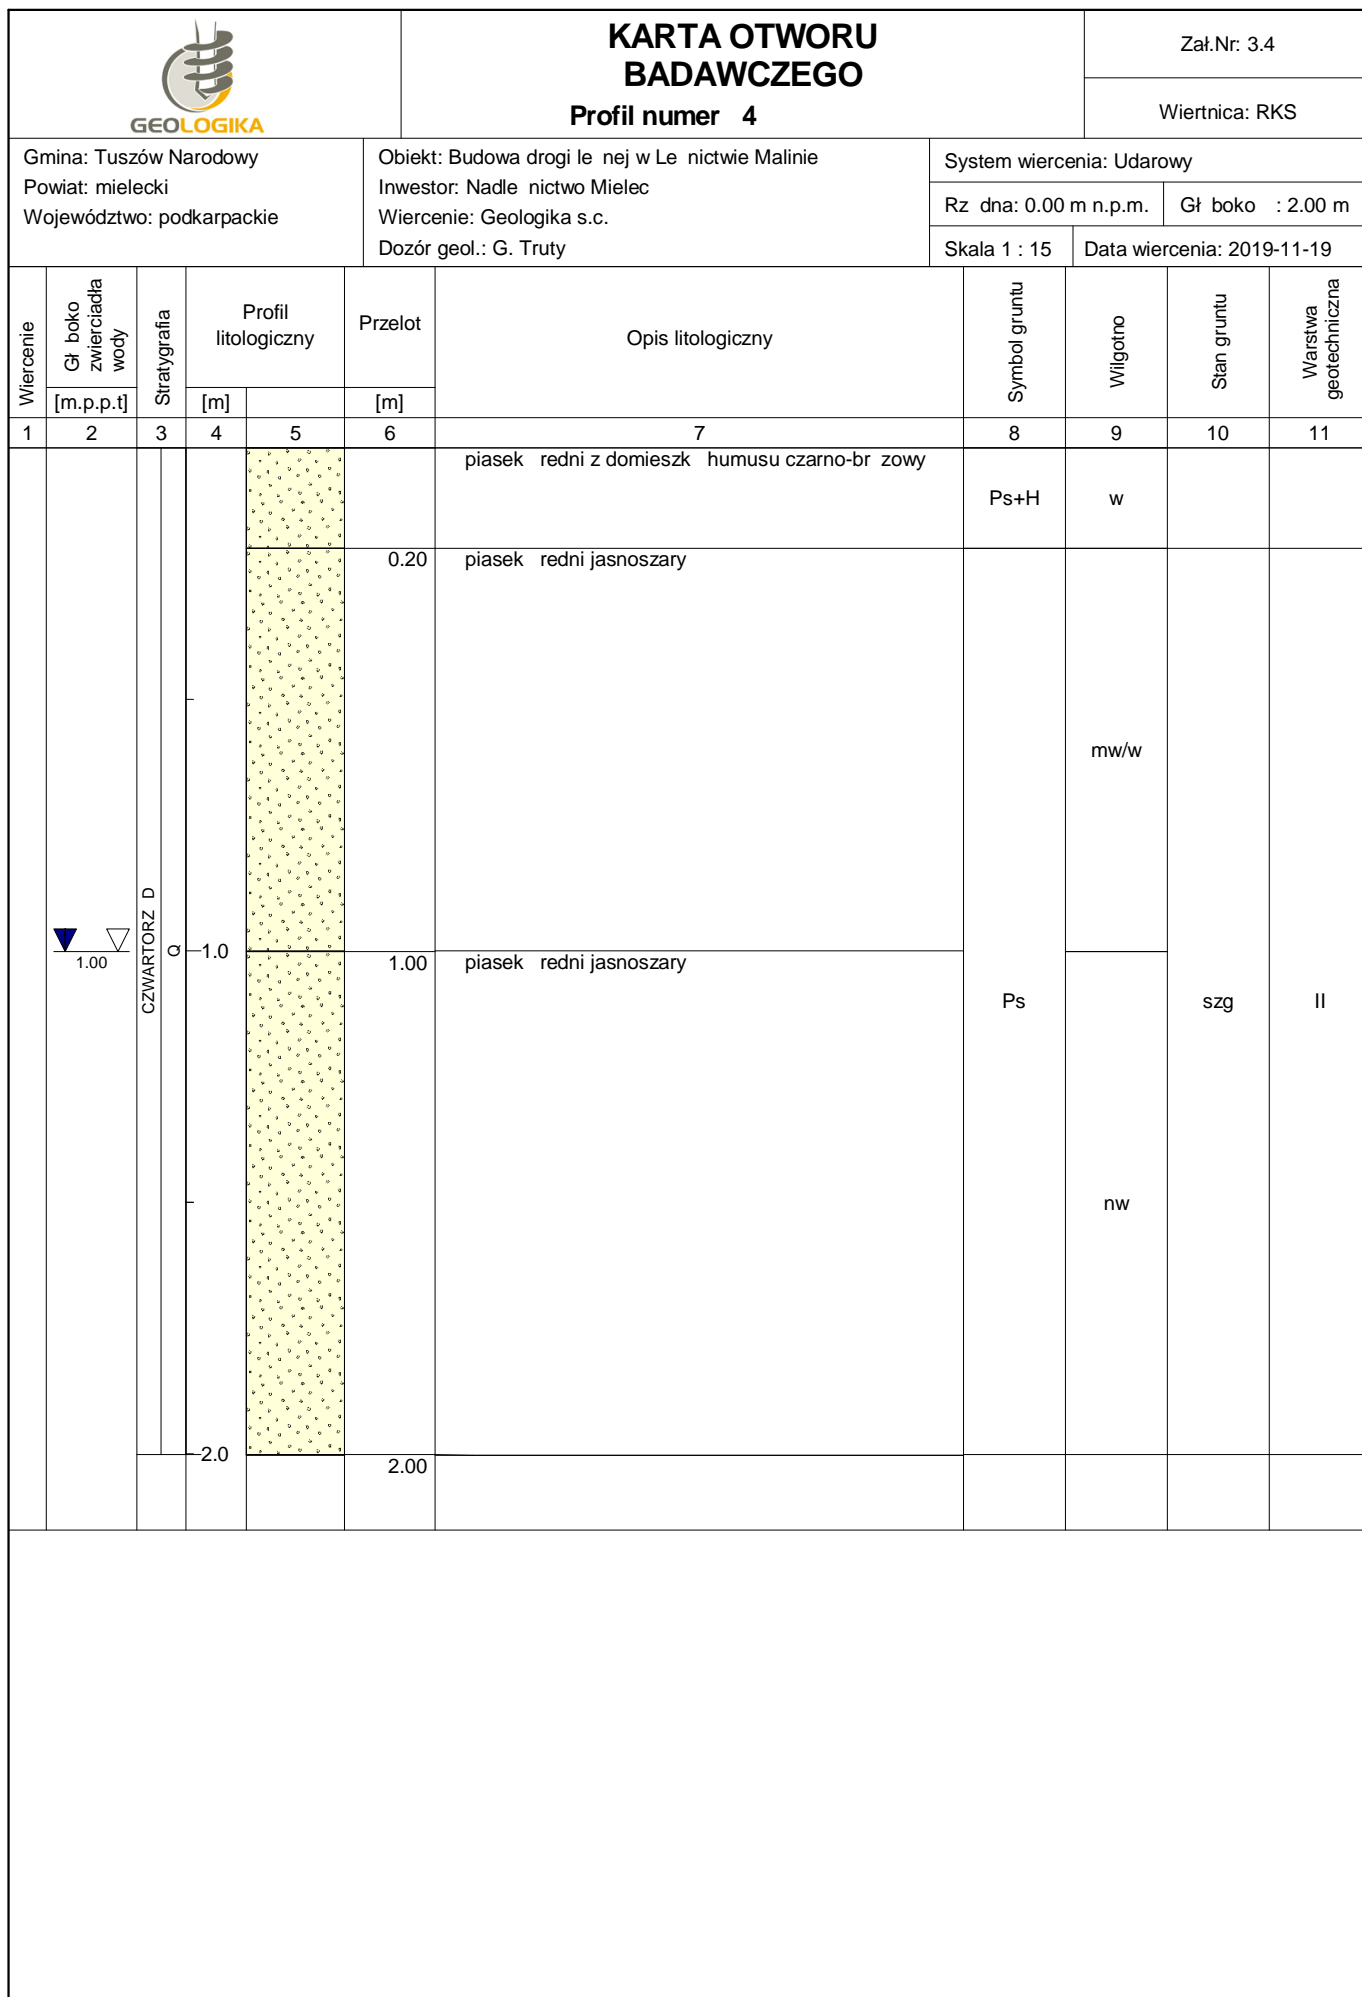 GEOLOGIKA
KARTA OTWORU
BADAWCZEGO
Profil numer 4
Zał.Nr: 3.4
Wiertnica: RKS
Gmina: Tuszów Narodowy
Powiat: mielecki
Województwo: podkarpackie
Obiekt: Budowa drogi le nej w Le nictwie Malinie
Inwestor: Nadle nictwo Mielec
Wiercenie: Geologika s.c.
Dozór geol.: G. Truty
System wiercenia: Udarowy
Rz dna: 0.00 m n.p.m.
Gł boko : 2.00 m
Skala 1 : 15
Data wiercenia: 2019-11-19
Wiercenie
Gł boko
zwierciadła
wody
[m.p.p.t]
Stratygrafia
Profil
litologiczny
[m]
Przelot
[m]
Opis litologiczny
Symbol gruntu
Wilgotno
Stan gruntu
Warstwa
geotechniczna
1 2 3 4 5 6 7 8 9 10 11
piasek redni z domieszk humusu czarno-br zowy
Ps+H
w
0.20
piasek redni jasnoszary
mw/w
CZWARTORZ D
Q
1.00
1.0
1.00
piasek redni jasnoszary
Ps
szg
II
nw
2.0
2.00